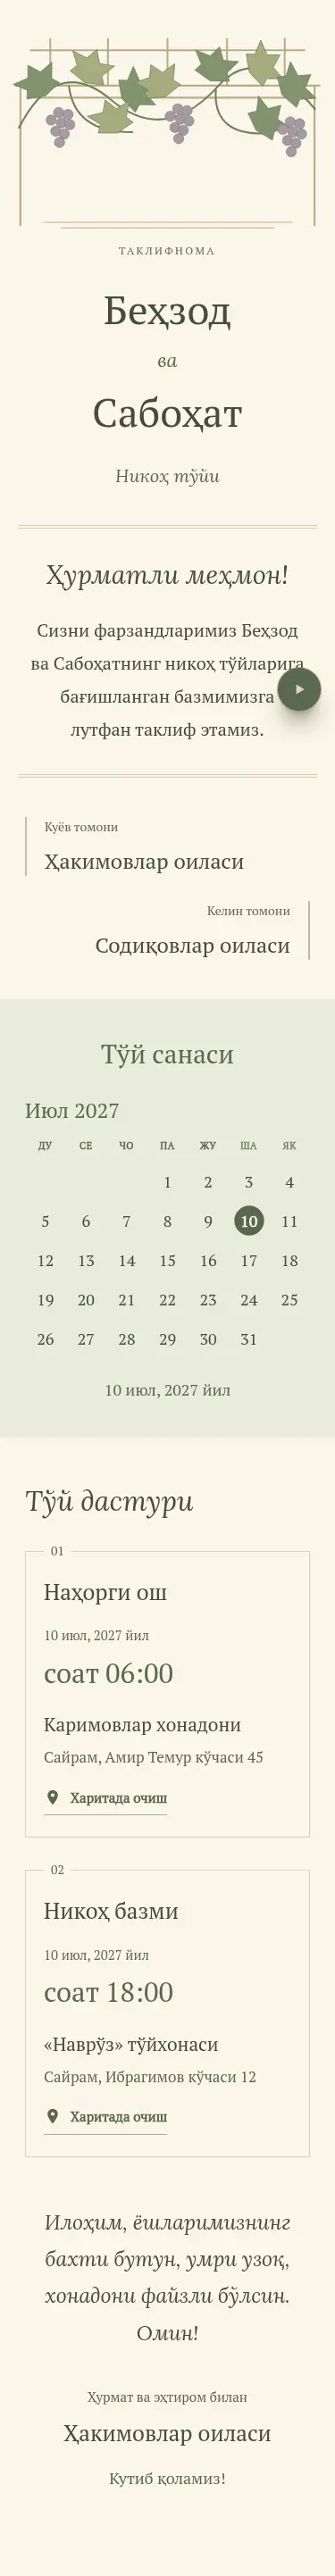 ТАКЛИФНОМА
Беҳзод
ва
Сабоҳат
Никоҳ тўйи
Ҳурматли меҳмон!
Сизни фарзандларимиз Беҳзод
ва Сабоҳатнинг никоҳ тўйларига
бағишланган базмимизга
лутфан таклиф этамиз.
Куёв томони
Ҳакимовлар оиласи
Келин томони
Содиқовлар оиласи
Тўй санаси
Июл 2027
ДУ СЕ ЧО ПА ЖУ ША ЯК
1 2 3 4
5 6 7 8 9 10 11
12 13 14 15 16 17 18
19 20 21 22 23 24 25
26 27 28 29 30 31
10 июл, 2027 йил
Тўй дастури
01
Наҳорги ош
10 июл, 2027 йил
соат 06:00
Каримовлар хонадони
Сайрам, Амир Темур кўчаси 45
Харитада очиш
02
Никоҳ базми
10 июл, 2027 йил
соат 18:00
«Наврўз» тўйхонаси
Сайрам, Ибрагимов кўчаси 12
Харитада очиш
Илоҳим, ёшларимизнинг
бахти бутун, умри узоқ,
хонадони файзли бўлсин.
Омин!
Ҳурмат ва эҳтиром билан
Ҳакимовлар оиласи
Кутиб қоламиз!